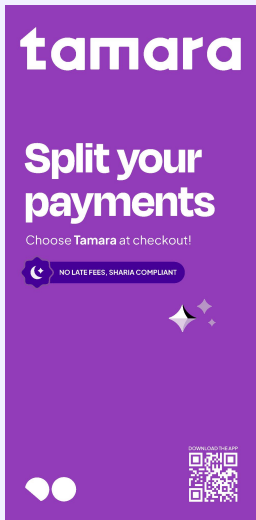 tamara
Split your
payments
Choose Tamara at checkout!
NO LATE FEES, SHARIA COMPLIANT
DOWNLOAD THE APP